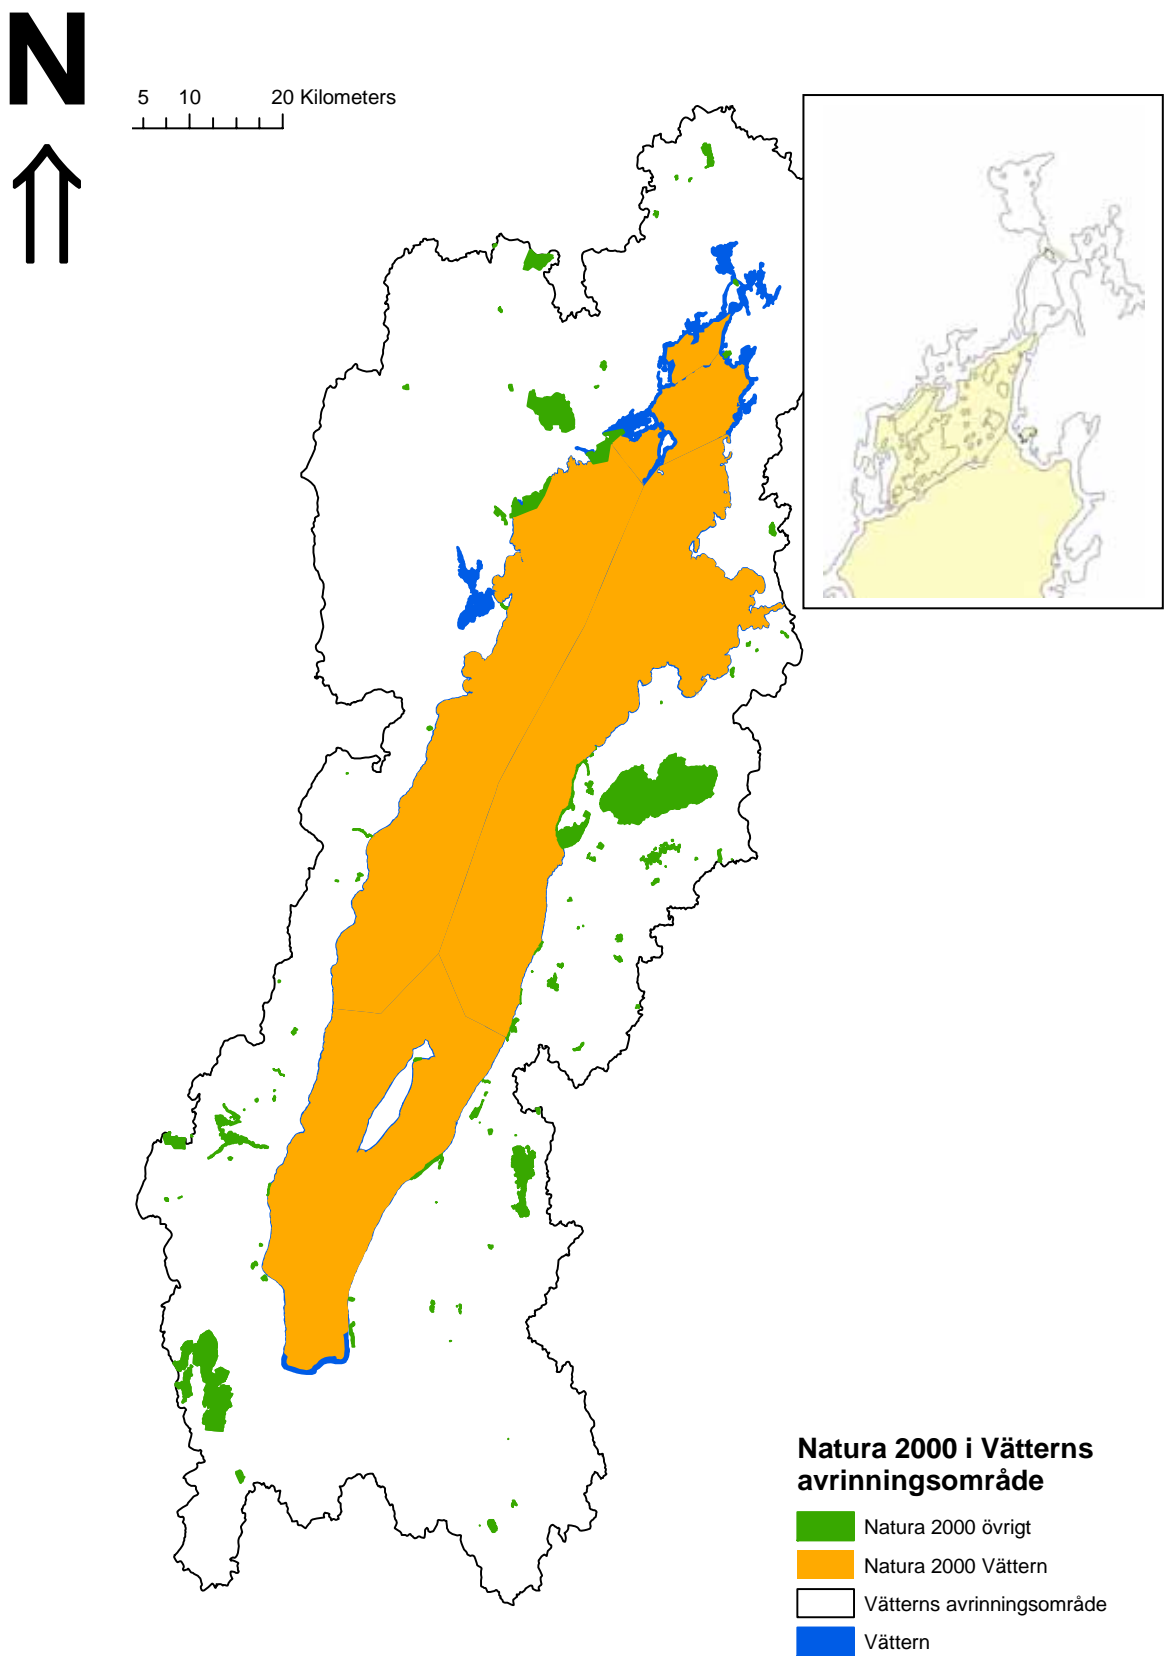 N
5 10 20 Kilometers
Natura 2000 i Vätterns
avrinningsområde
Natura 2000 övrigt
Natura 2000 Vättern
Vätterns avrinningsområde
Vättern